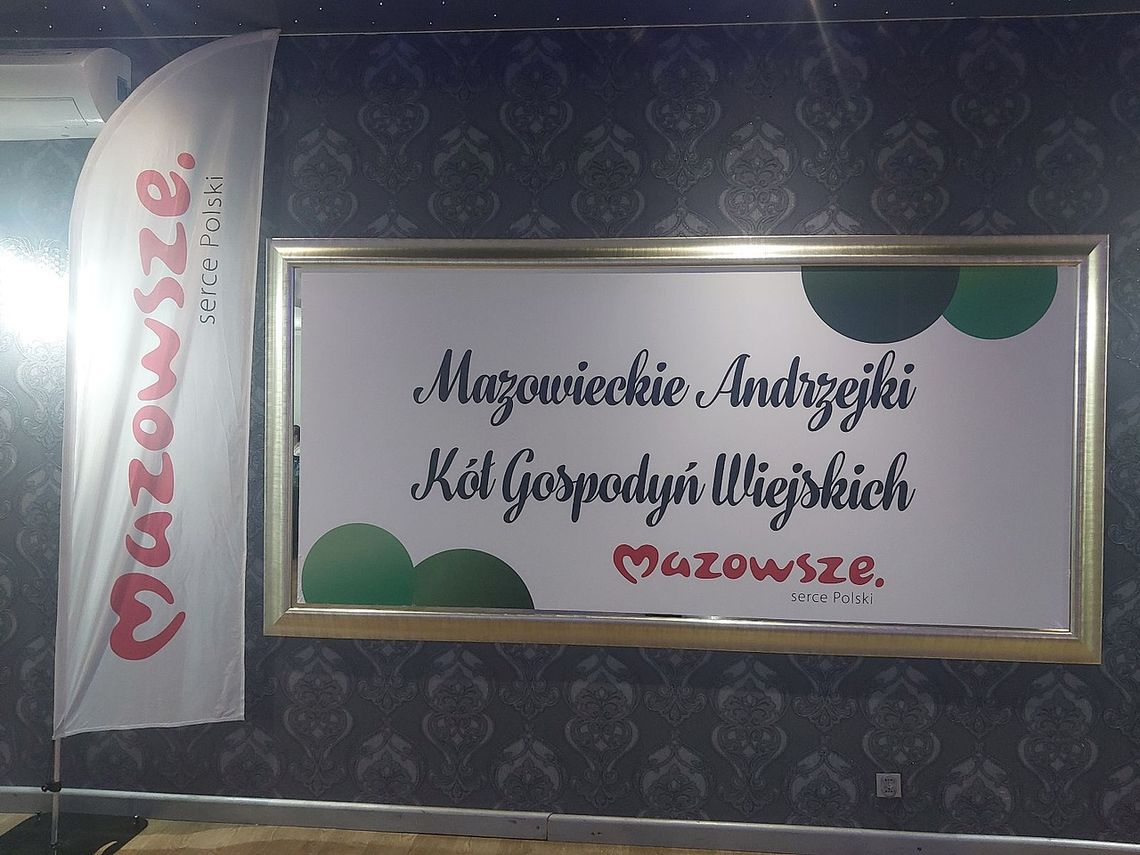 Mazowsze.
serce Polski
Mazowieckie Andrzejki
Kół Gospodyń Wiejskich
Mazowsze.
serce Polski